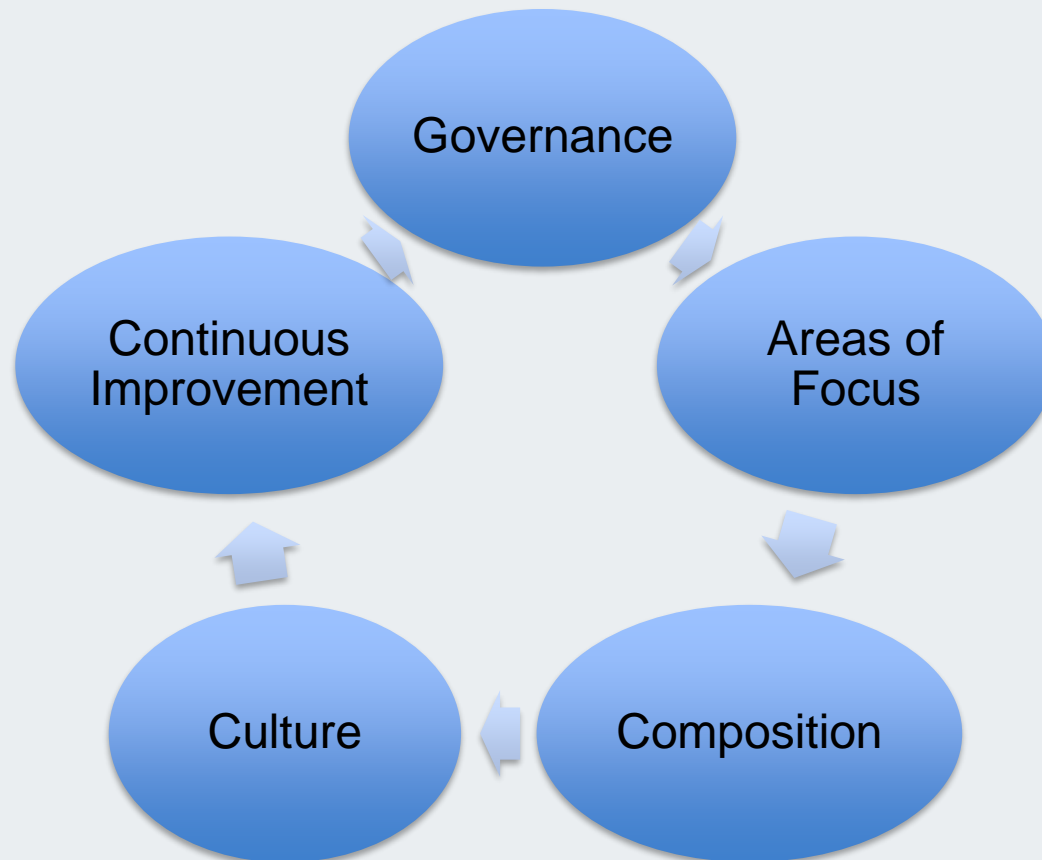 Governance
Areas of
Focus
Composition
Culture
Continuous
Improvement